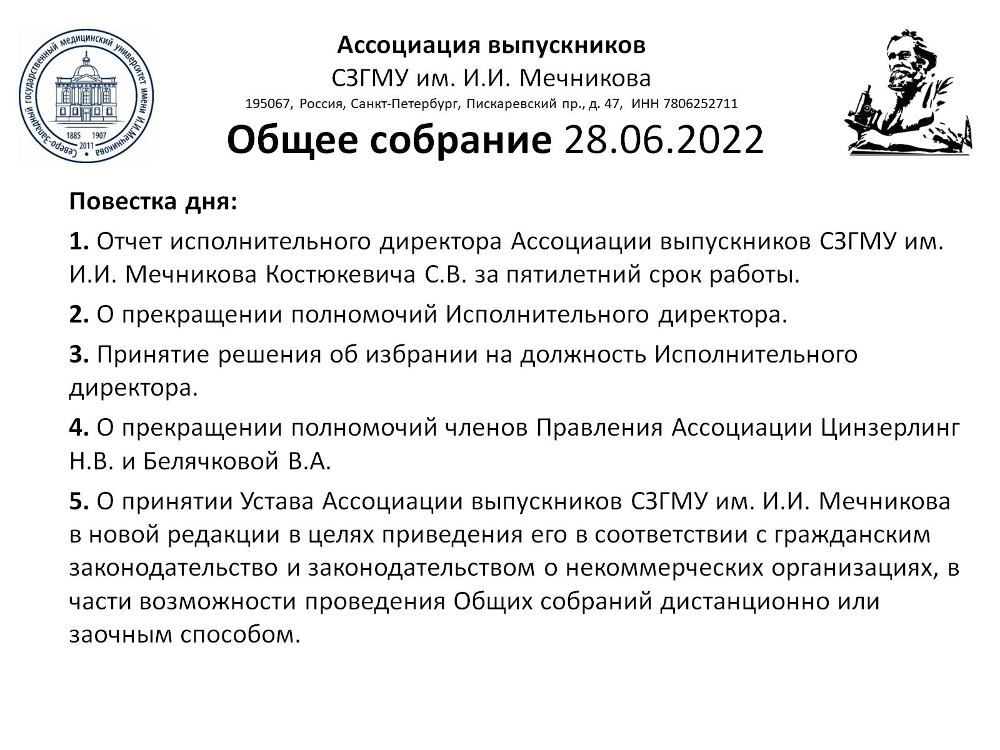 Северо-Западный государственный медицинский университет имени И.И.Мечникова
1885 1907
2011
Ассоциация выпускников
СЗГМУ им. И.И. Мечникова
195067, Россия, Санкт-Петербург, Пискаревский пр., д. 47, ИНН 7806252711
Общее собрание 28.06.2022
Повестка дня:
1. Отчет исполнительного директора Ассоциации выпускников СЗГМУ им.
И.И. Мечникова Костюкевича С.В. за пятилетний срок работы.
2. О прекращении полномочий Исполнительного директора.
3. Принятие решения об избрании на должность Исполнительного
директора.
4. О прекращении полномочий членов Правления Ассоциации Цинзерлинг
Н.В. и Белячковой В.А.
5. О принятии Устава Ассоциации выпускников СЗГМУ им. И.И. Мечникова
в новой редакции в целях приведения его в соответствии с гражданским
законодательство и законодательством о некоммерческих организациях, в
части возможности проведения Общих собраний дистанционно или
заочным способом.